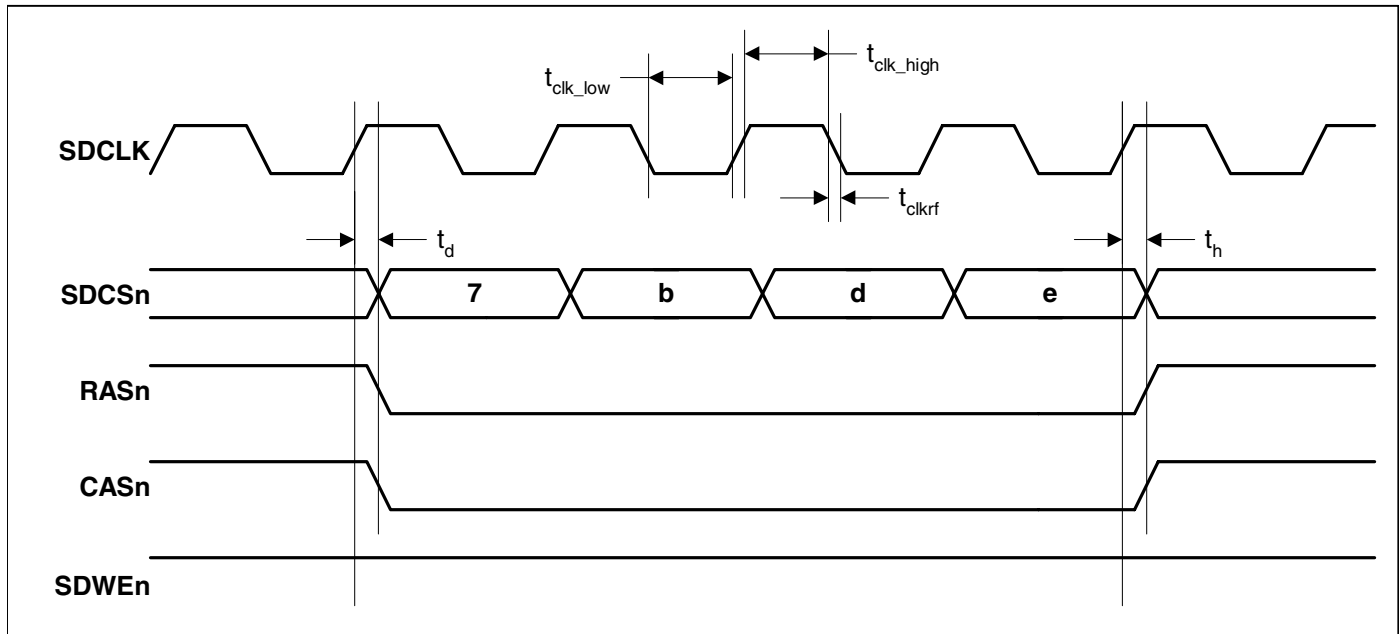 t_clk_high
t_clk_low
SDCLK
t_clkrf
t_d
t_h
SDCSn 7 b d e
RASn
CASn
SDWEn